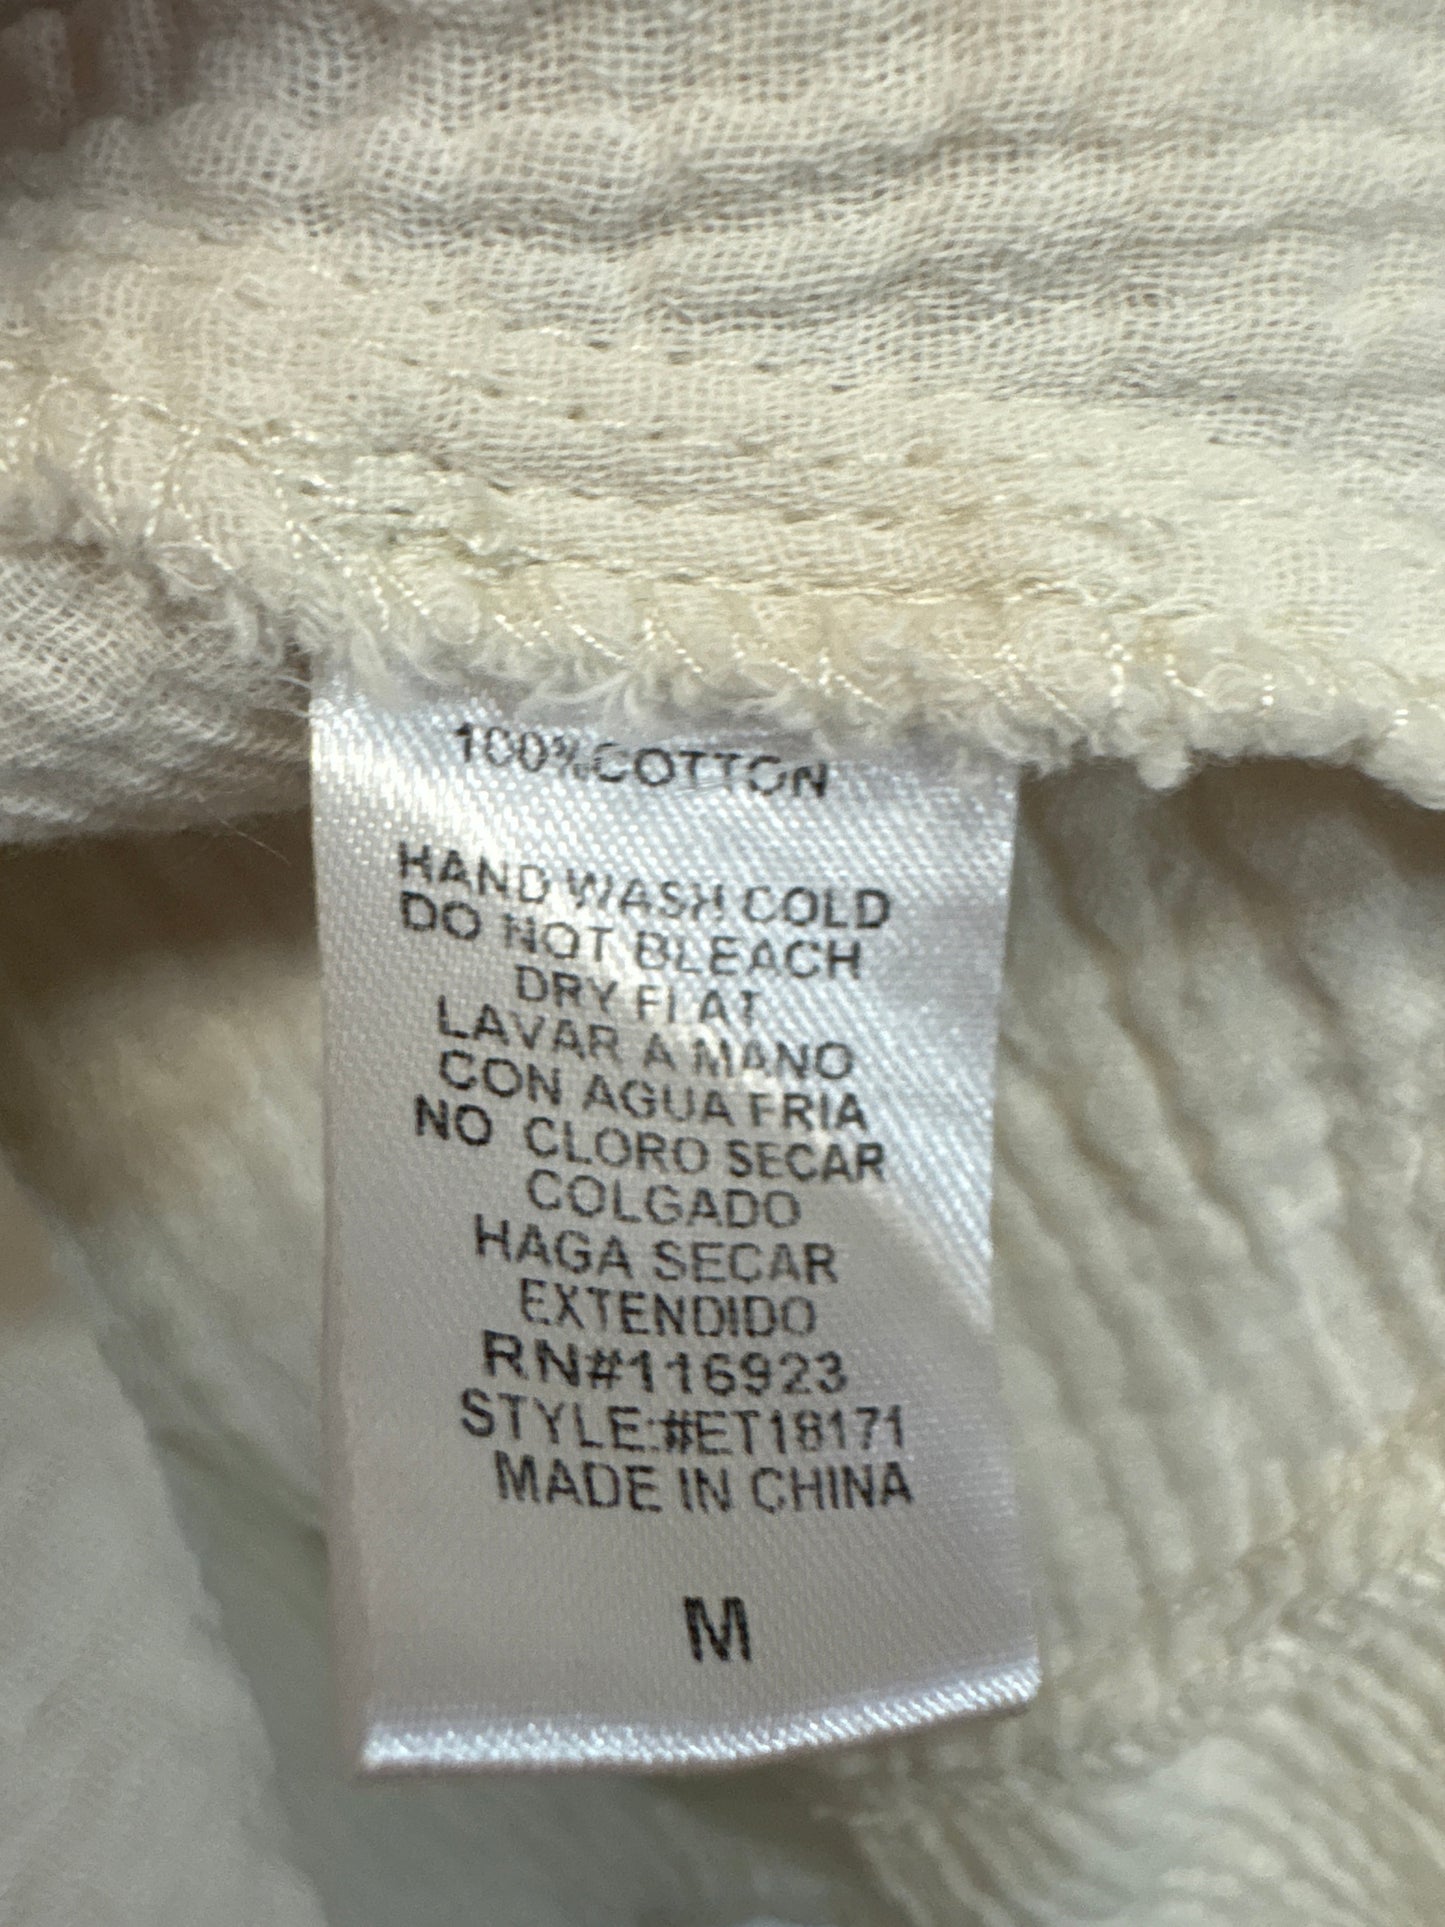 100%COTTON
HAND WASH COLD
DO NOT BLEACH
DRY FLAT
LAVAR A MANO
CON AGUA FRIA
NO CLORO SECAR
COLGADO
HAGA SECAR
EXTENDIDO
RN#116923
STYLE:#ET18171
MADE IN CHINA
M